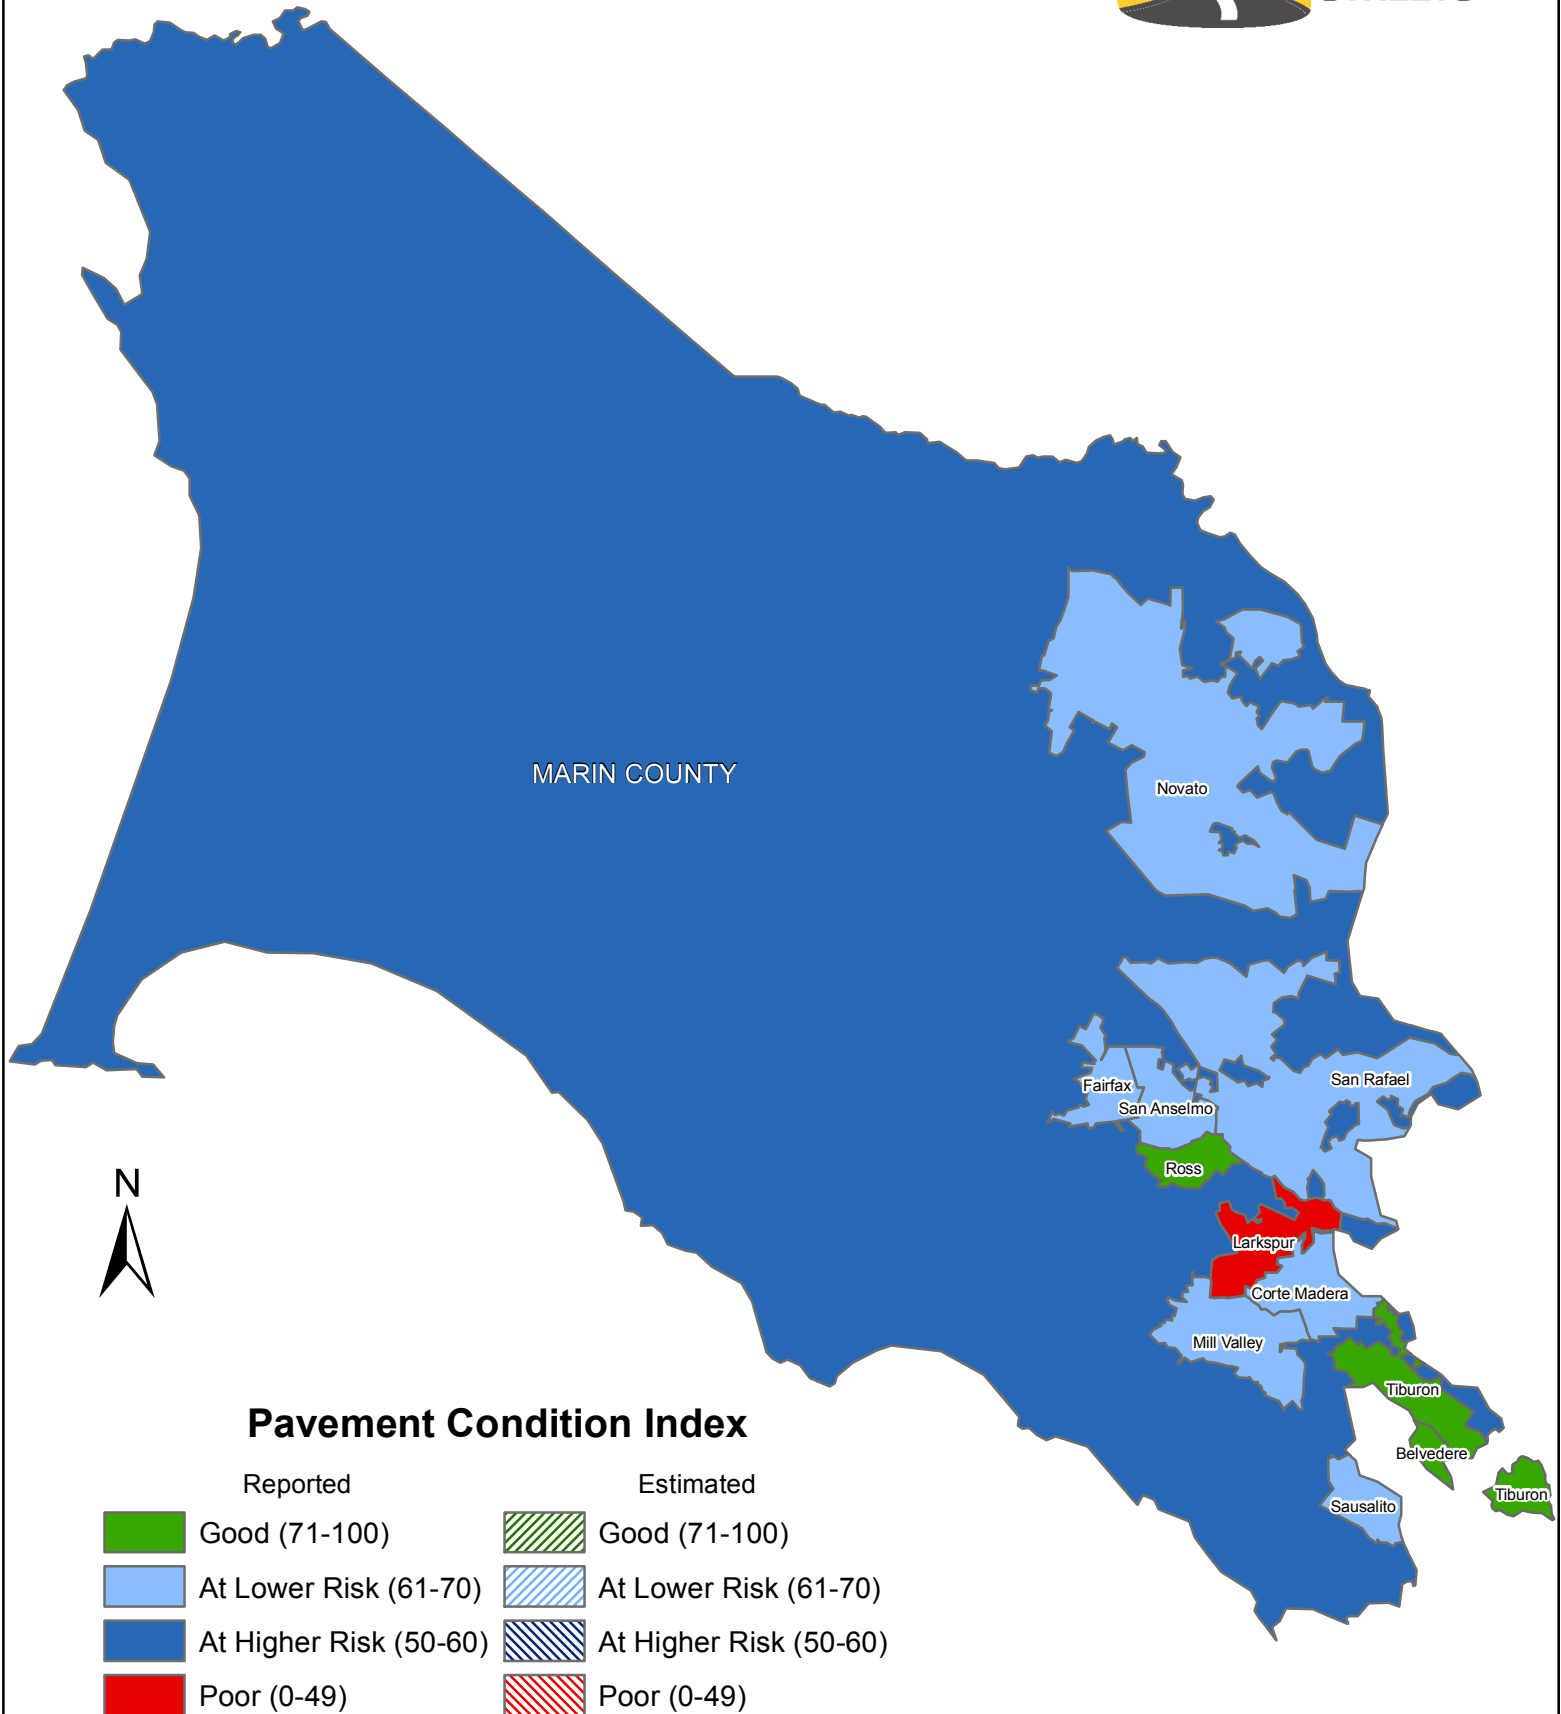 MARIN COUNTY
Novato
San Rafael
Fairfax
San Anselmo
Ross
Larkspur
Corte Madera
Mill Valley
Tiburon
Belvedere
Tiburon
Sausalito
N
Pavement Condition Index
Reported Estimated
Good (71-100) Good (71-100)
At Lower Risk (61-70) At Lower Risk (61-70)
At Higher Risk (50-60) At Higher Risk (50-60)
Poor (0-49) Poor (0-49)